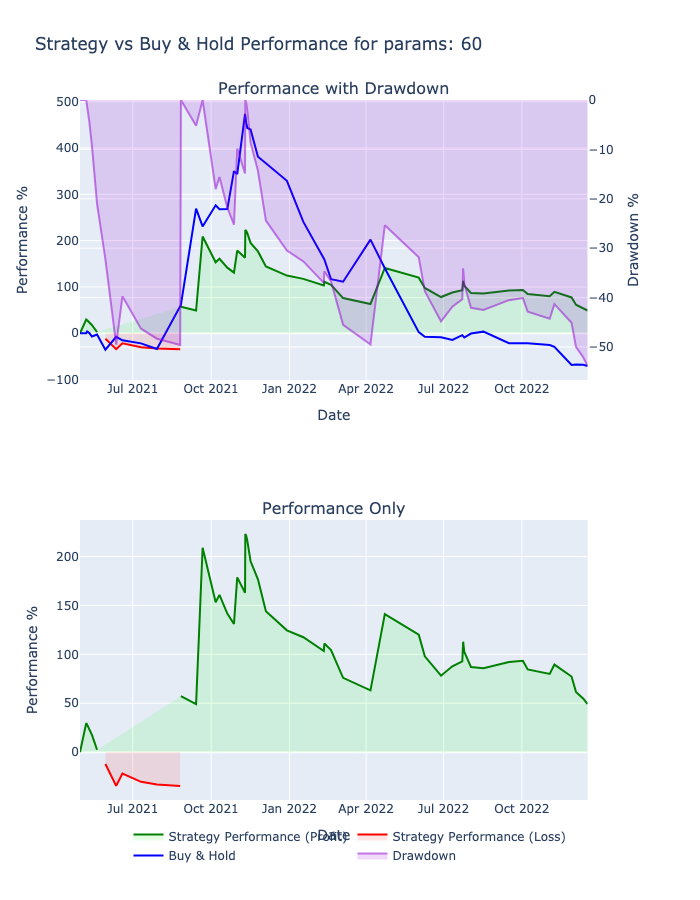 Strategy vs Buy & Hold Performance for params: 60
Performance with Drawdown
500
400
300
200
100
0
−100
0
−10
−20
−30
−40
−50
Performance %
Drawdown %
Jul 2021 Oct 2021 Jan 2022 Apr 2022 Jul 2022 Oct 2022
Date
Performance Only
200
150
100
50
0
Performance %
Jul 2021 Oct 2021 Jan 2022 Apr 2022 Jul 2022 Oct 2022
Date
Strategy Performance (Profit) Strategy Performance (Loss)
Buy & Hold Drawdown